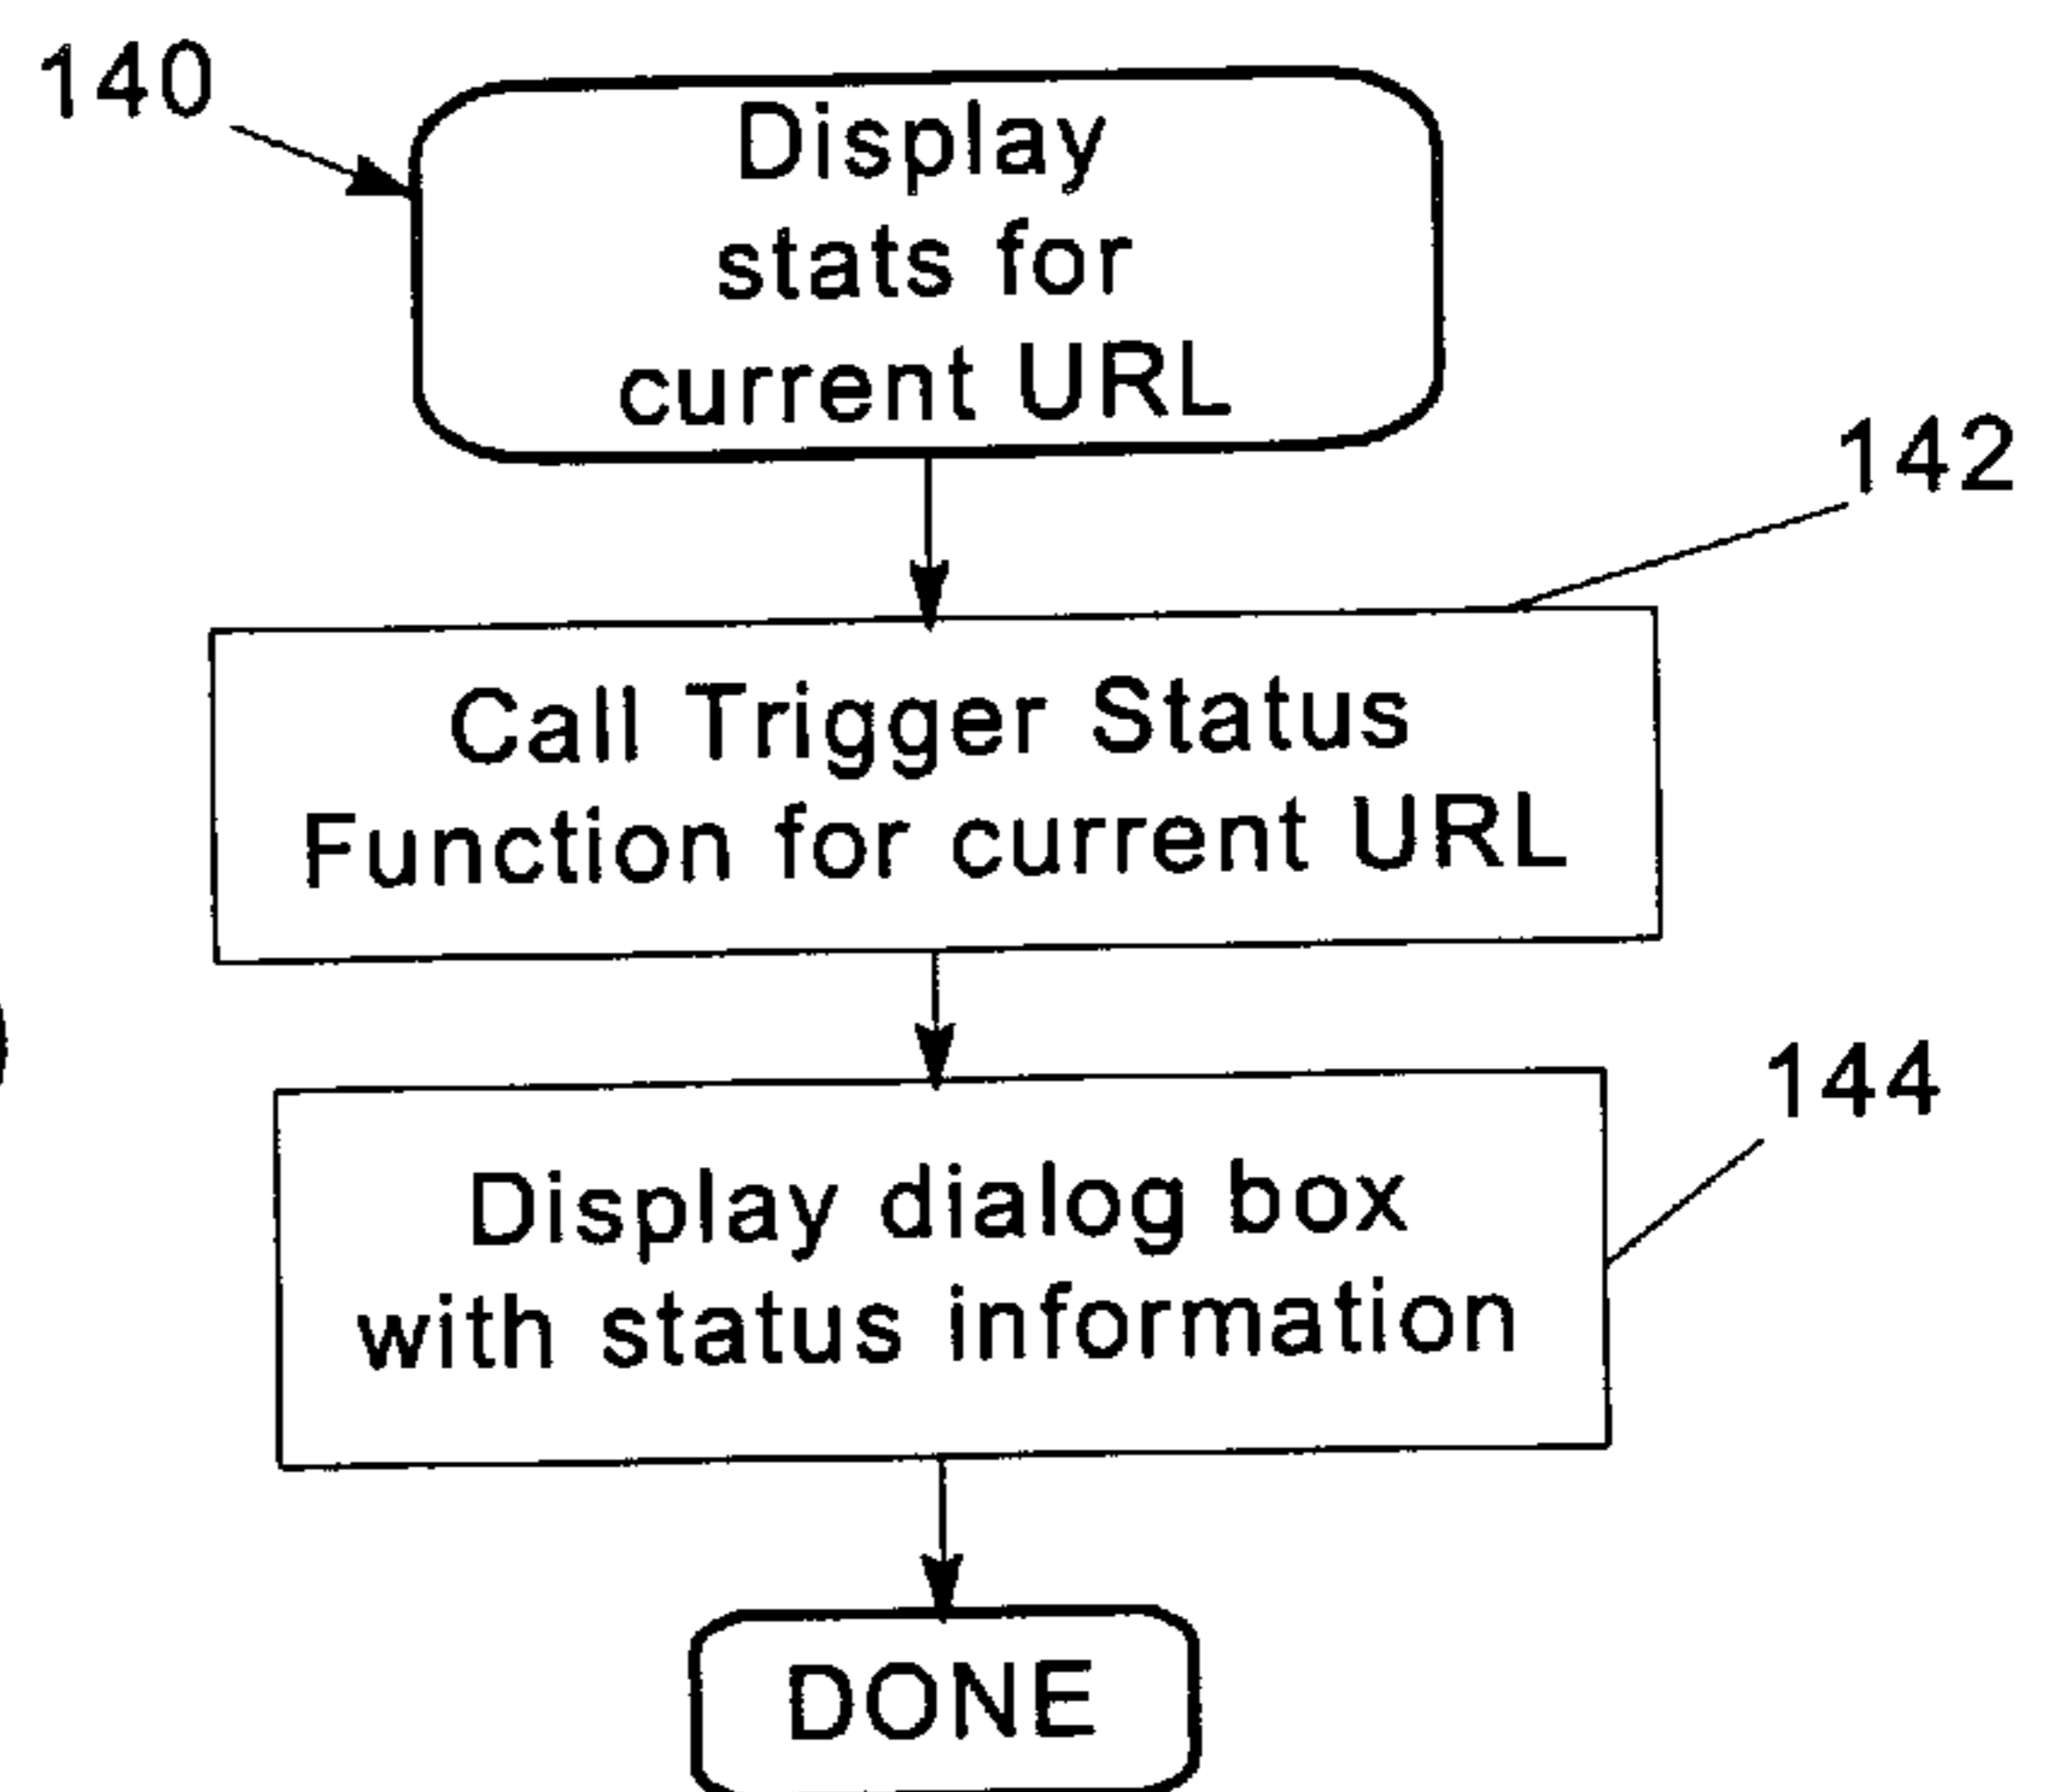 140
Display
stats for
current URL
142
Call Trigger Status
Function for current URL
144
Display dialog box
with status information
DONE